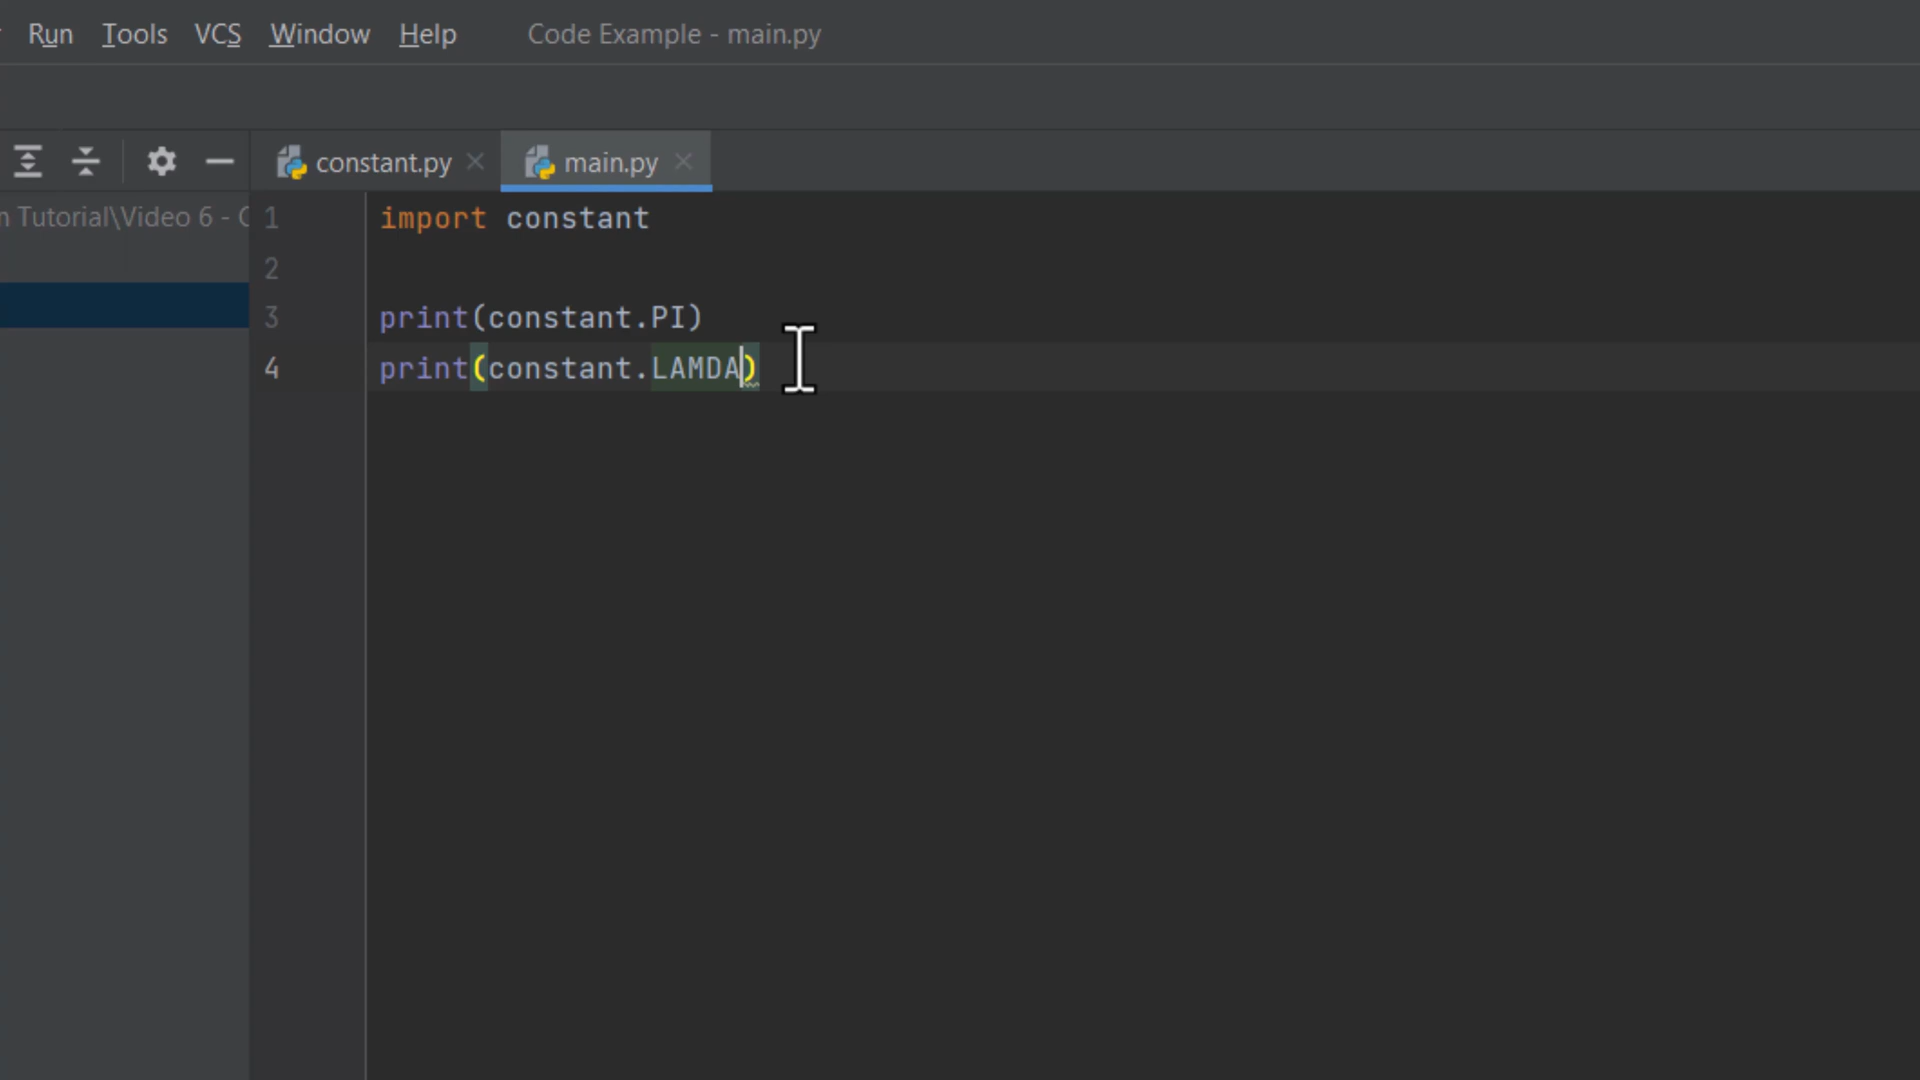 Run Tools VCS Window Help Code Example - main.py
constant.py main.py
Tutorial\Video 6 -
1 import constant
2
3 print(constant.PI)
4 print(constant.LAMDA)